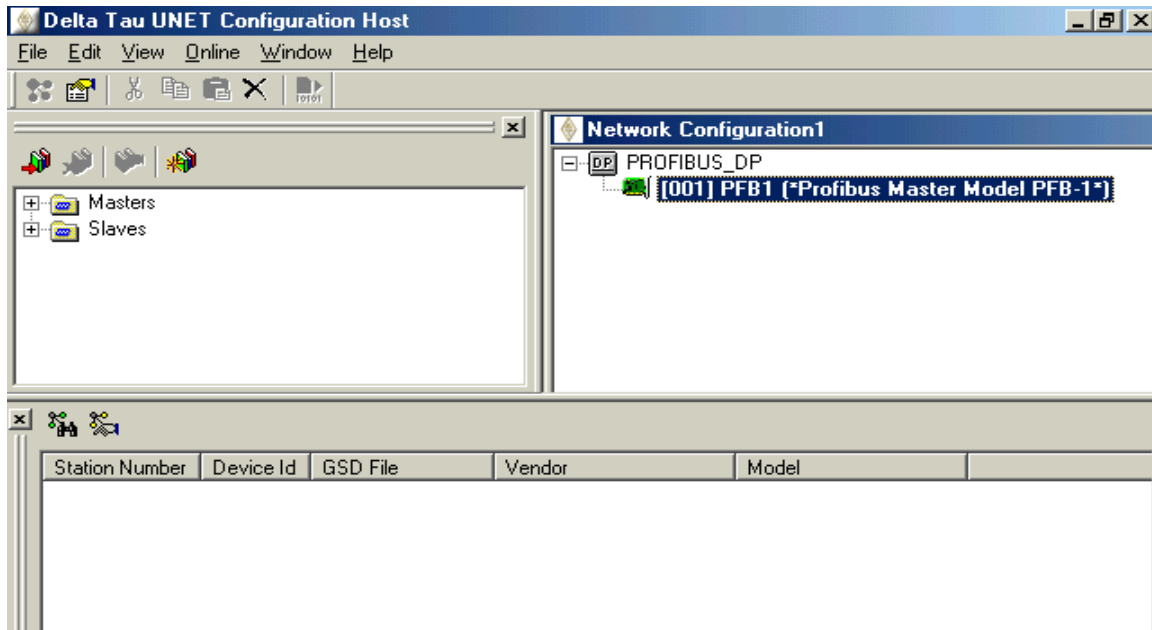 Delta Tau UNET Configuration Host
File Edit View Online Window Help
Network Configuration1
DP PROFIBUS_DP
[001] PFB1 (*Profibus Master Model PFB-1*)
Masters
Slaves
Station Number Device Id GSD File Vendor Model